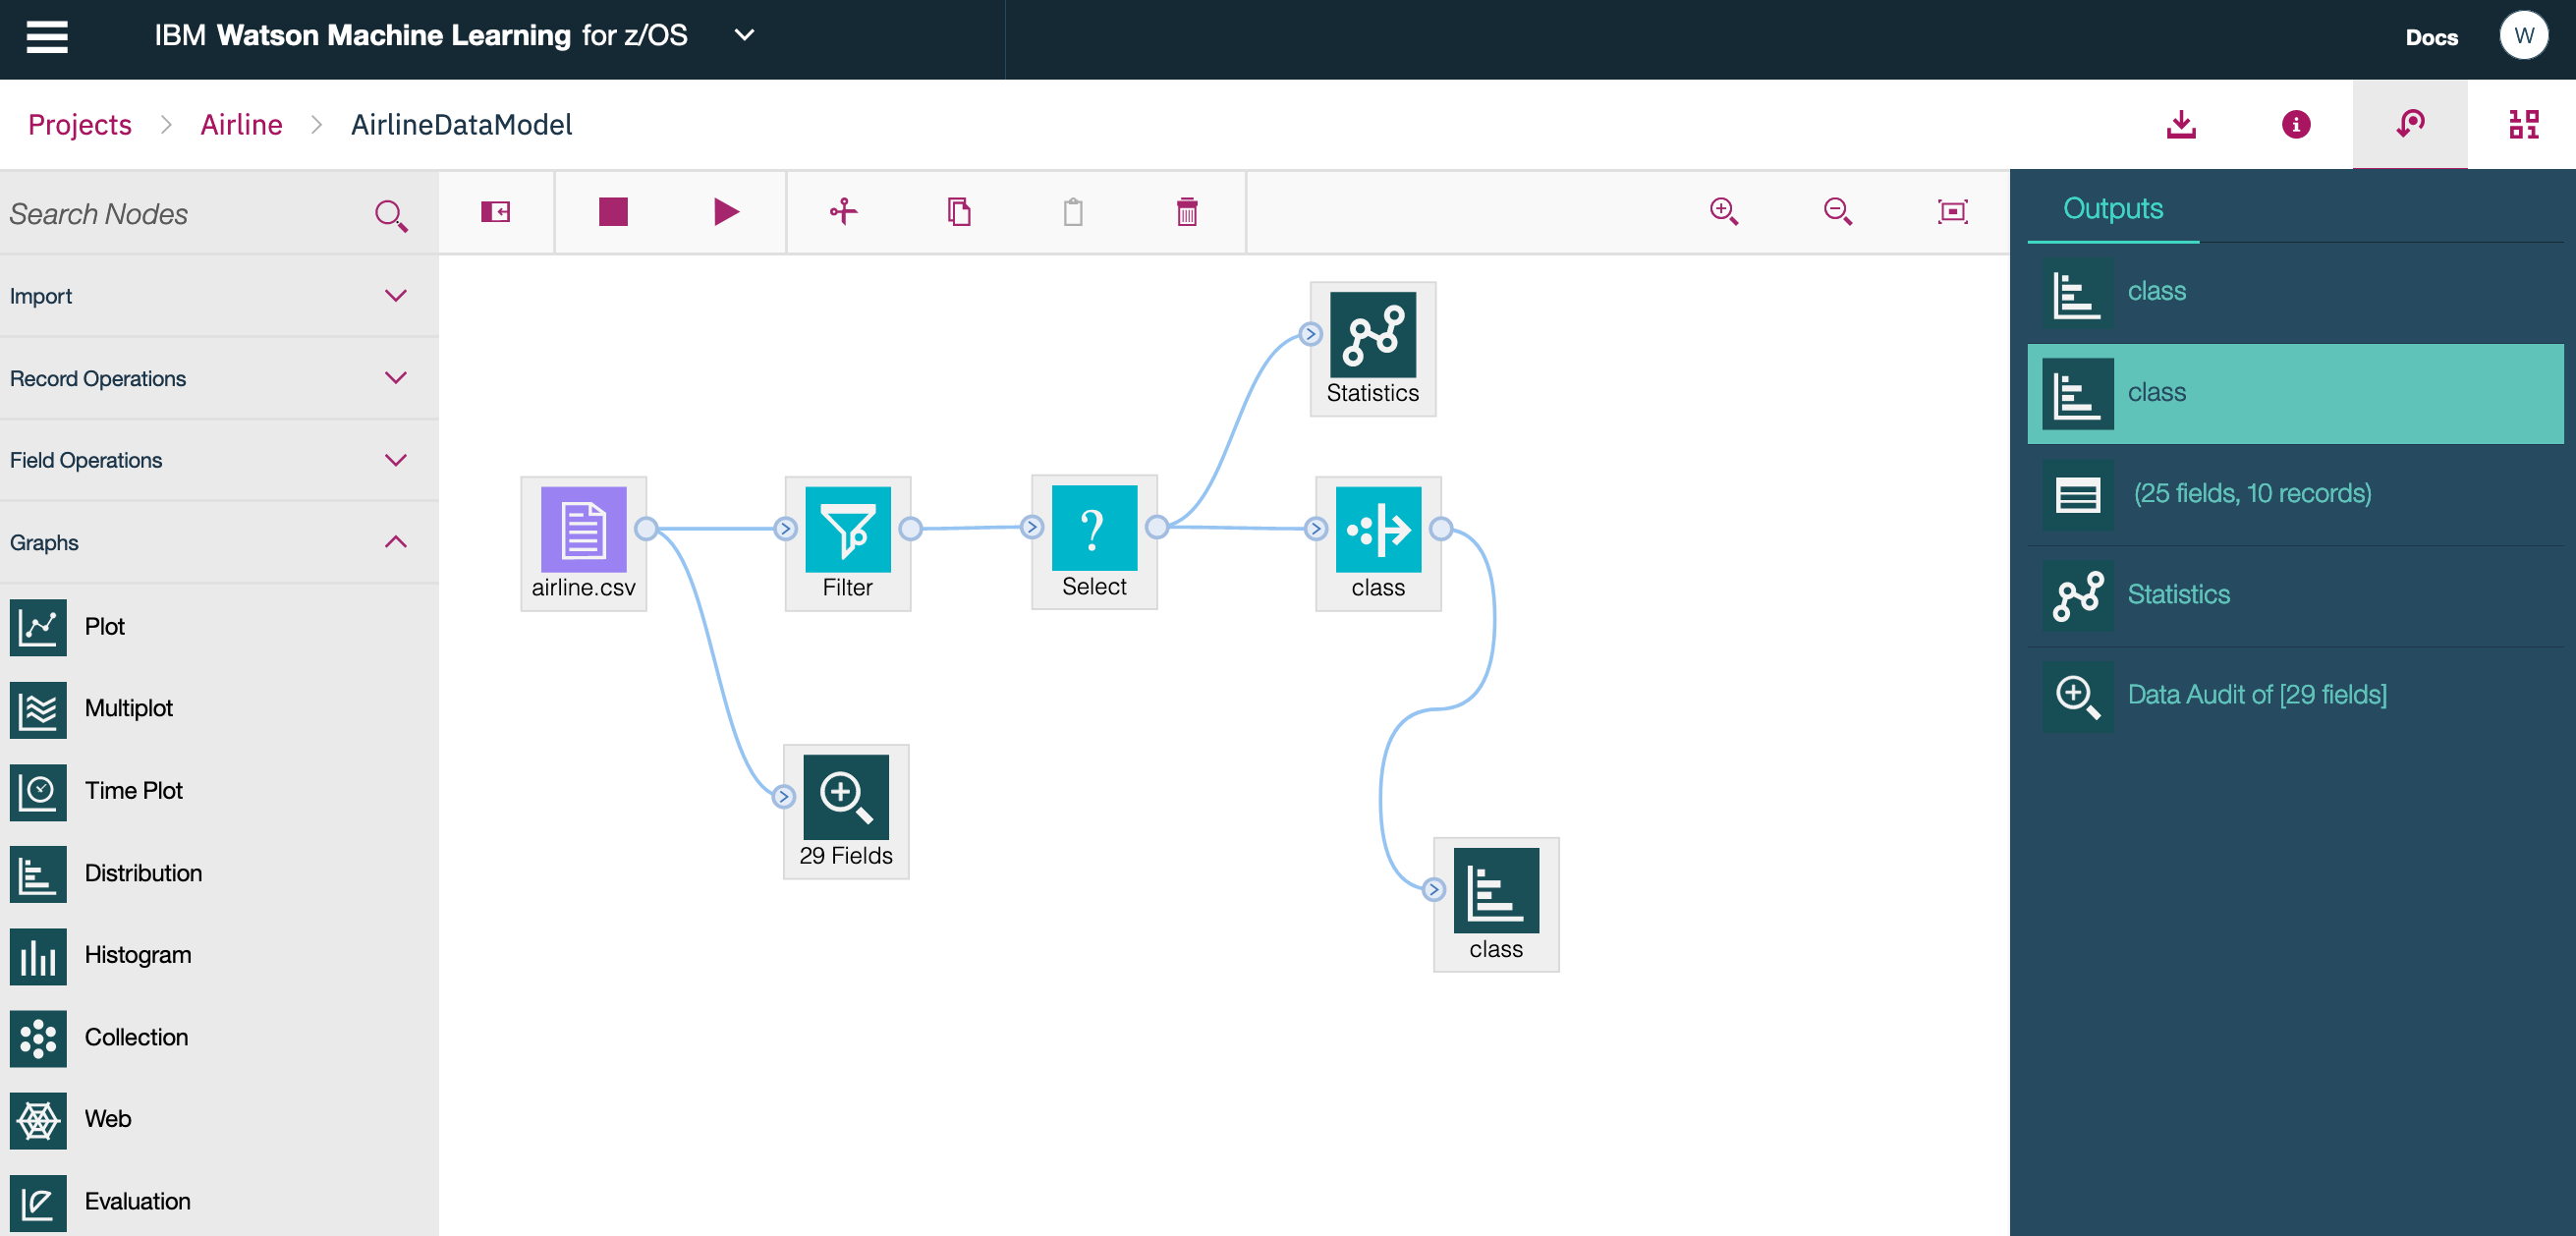 IBM Watson Machine Learning for z/OS
Docs
W
Projects
Airline
AirlineDataModel
Search Nodes
Import
Record Operations
Field Operations
Graphs
Plot
Multiplot
Time Plot
Distribution
Histogram
Collection
Web
Evaluation
Statistics
airline.csv
Filter
?
Select
class
29 Fields
class
Outputs
class
class
(25 fields, 10 records)
Statistics
Data Audit of [29 fields]